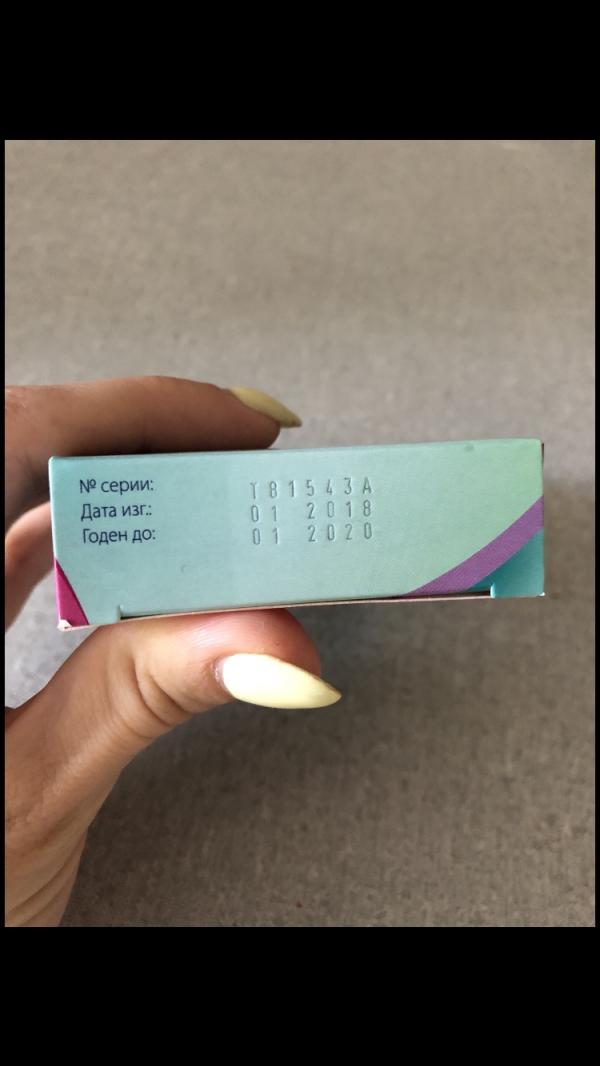 № серии: T81543A
Дата изг.: 01 2018
Годен до: 01 2020